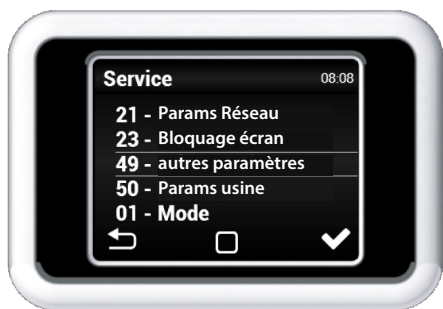 Service 08:08
21 - Params Réseau
23 - Bloquage écran
49 - autres paramètres
50 - Params usine
01 - Mode